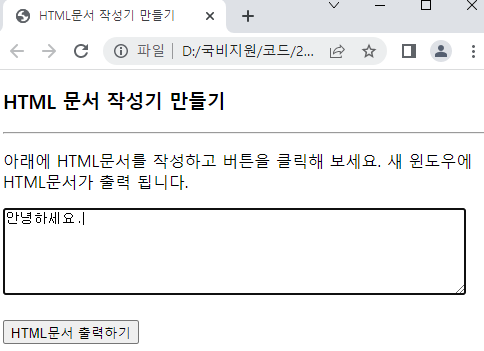 HTML문서 작성기 만들기
파일 D:/국비지원/코드/2...
HTML 문서 작성기 만들기
아래에 HTML문서를 작성하고 버튼을 클릭해 보세요. 새 윈도우에
HTML문서가 출력 됩니다.
안녕하세요.
HTML문서 출력하기